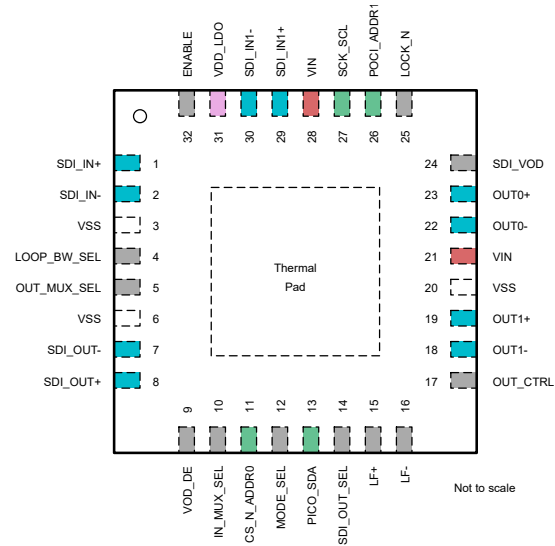 ENABLE
VDD_LDO
SDI_IN1-
SDI_IN1+
VIN
SCK_SCL
POCI_ADDR1
LOCK_N
32
31
30
29
28
27
26
25
SDI_IN+ 1
SDI_IN- 2
VSS 3
LOOP_BW_SEL 4
OUT_MUX_SEL 5
VSS 6
SDI_OUT- 7
SDI_OUT+ 8
Thermal
Pad
24 SDI_VOD
23 OUT0+
22 OUT0-
21 VIN
20 VSS
19 OUT1+
18 OUT1-
17 OUT_CTRL
9
10
11
12
13
14
15
16
VOD_DE
IN_MUX_SEL
CS_N_ADDR0
MODE_SEL
PICO_SDA
SDI_OUT_SEL
LF+
LF-
Not to scale